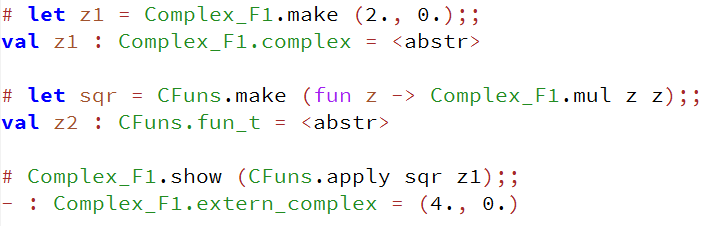 # let z1 = Complex_F1.make (2., 0.);;
val z1 : Complex_F1.complex = <abstr>
# let sqr = CFuns.make (fun z -> Complex_F1.mul z z);;
val z2 : CFuns.fun_t = <abstr>
# Complex_F1.show (CFuns.apply sqr z1);;
- : Complex_F1.extern_complex = (4., 0.)